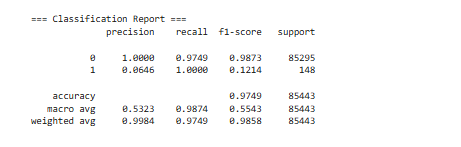 === Classification Report ===
precision recall f1-score support
0 1.0000 0.9749 0.9873 85295
1 0.0646 1.0000 0.1214 148
accuracy 0.9749 85443
macro avg 0.5323 0.9874 0.5543 85443
weighted avg 0.9984 0.9749 0.9858 85443